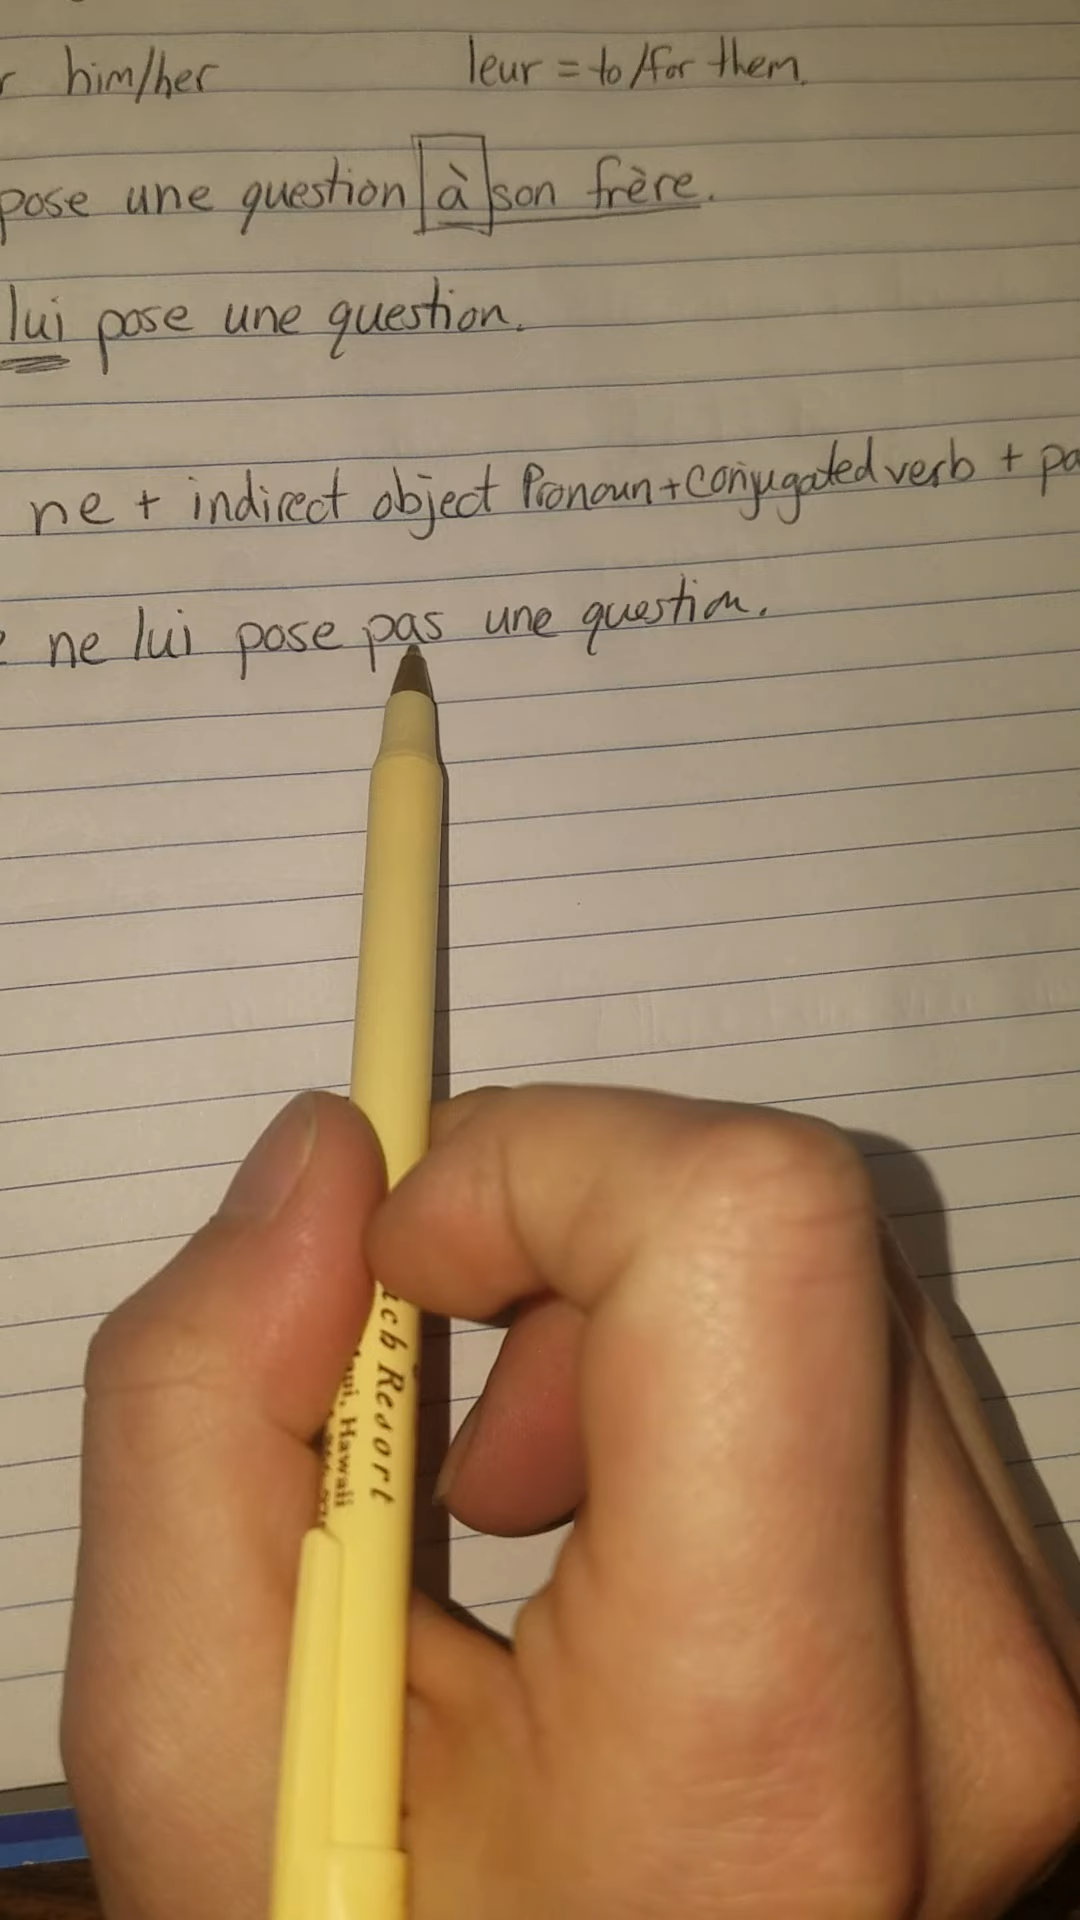 him/her leur = to/for them.
pose une question à son frère.
lui pose une question.
ne + indirect object Pronoun + conjugated verb + pa
ne lui pose pas une question.
Resort
Hawaii